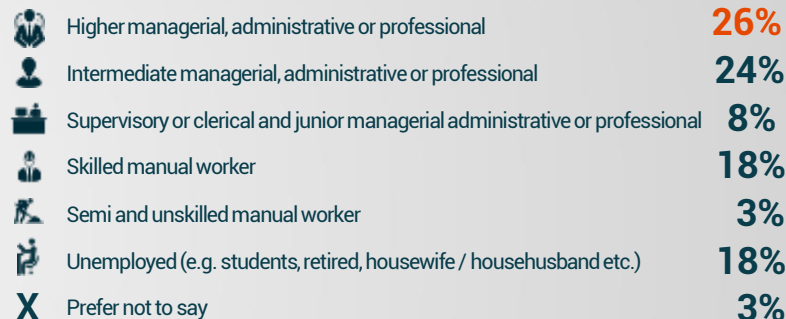 Higher managerial, administrative or professional 26%
Intermediate managerial, administrative or professional 24%
Supervisory or clerical and junior managerial administrative or professional 8%
Skilled manual worker 18%
Semi and unskilled manual worker 3%
Unemployed (e.g. students, retired, housewife / househusband etc.) 18%
X Prefer not to say 3%